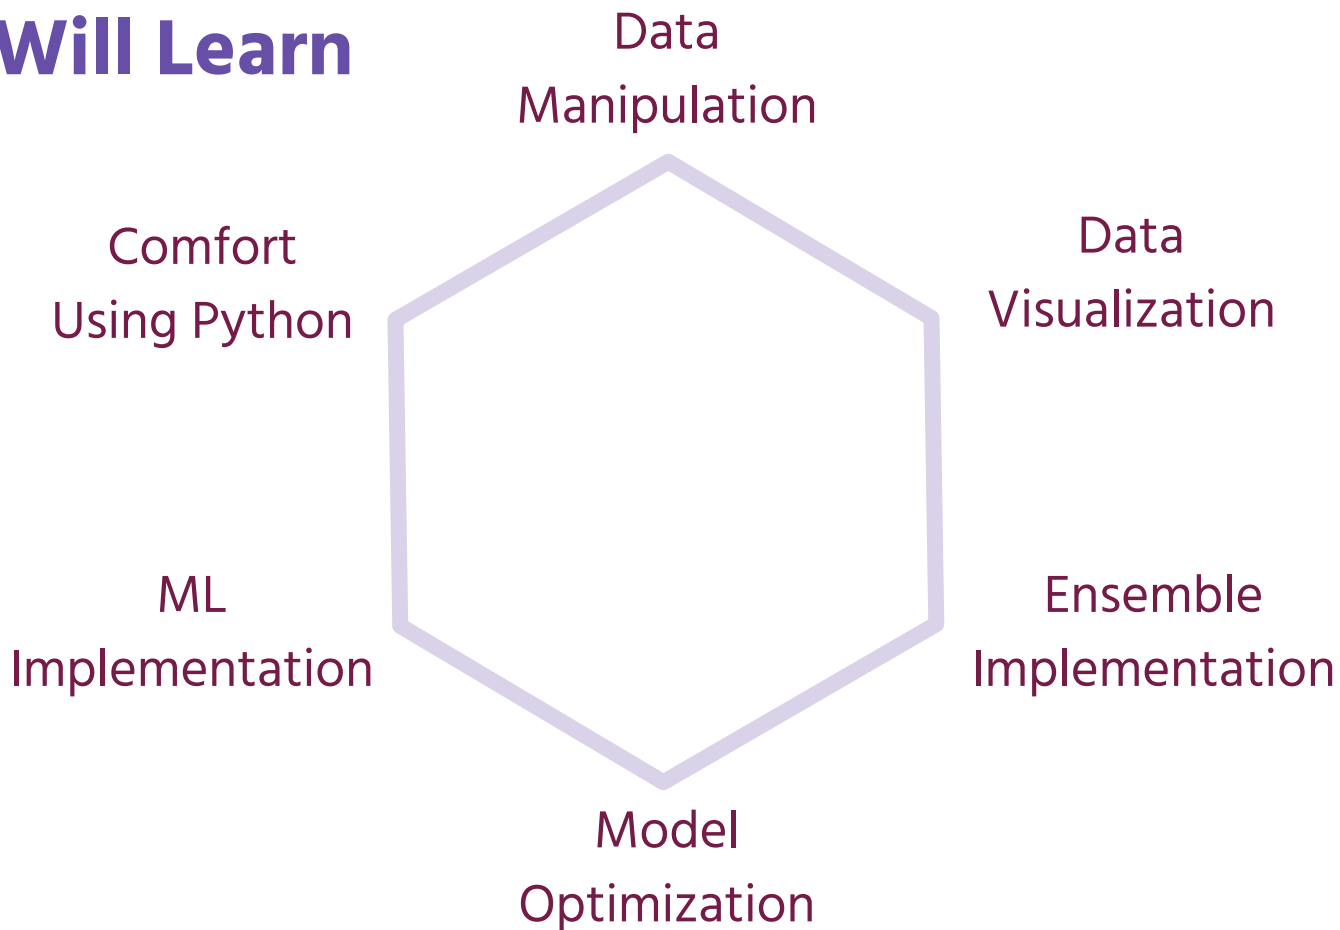 Will Learn
Data
Manipulation
Comfort
Using Python
Data
Visualization
ML
Implementation
Ensemble
Implementation
Model
Optimization